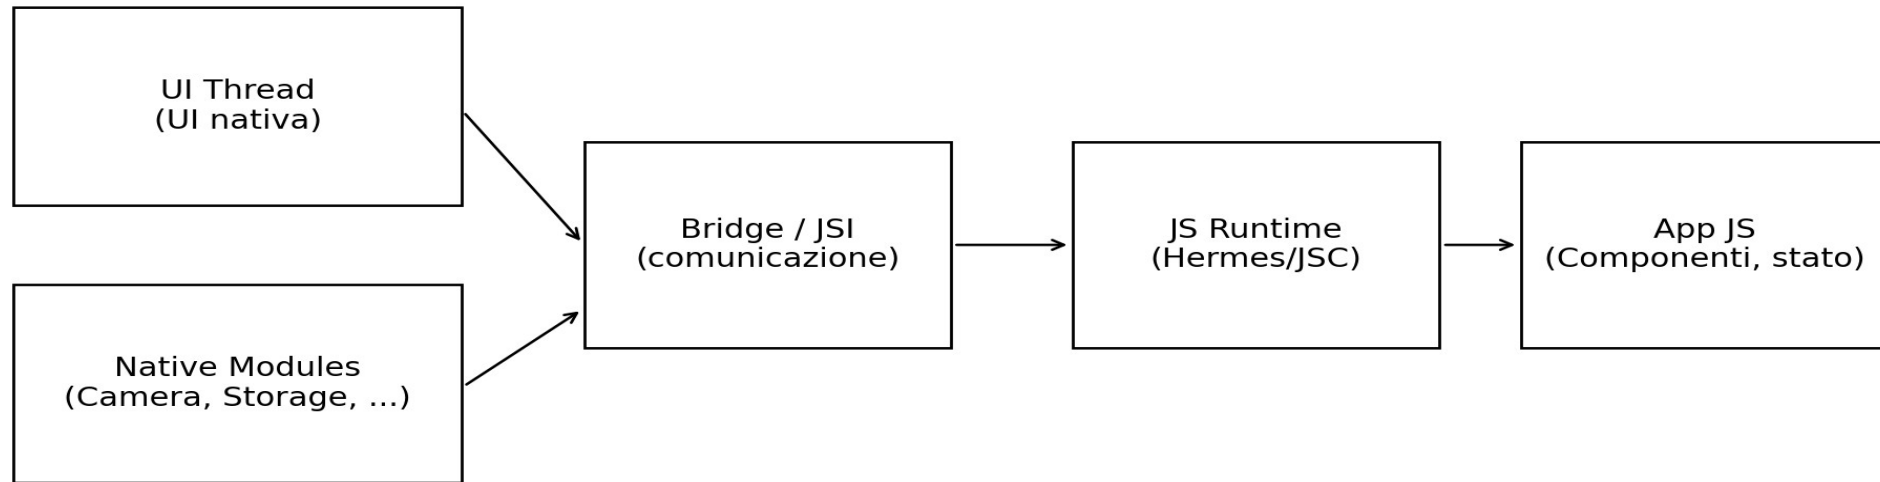 UI Thread
(UI nativa)
Native Modules
(Camera, Storage, ...)
Bridge / JSI
(comunicazione)
JS Runtime
(Hermes/JSC)
App JS
(Componenti, stato)